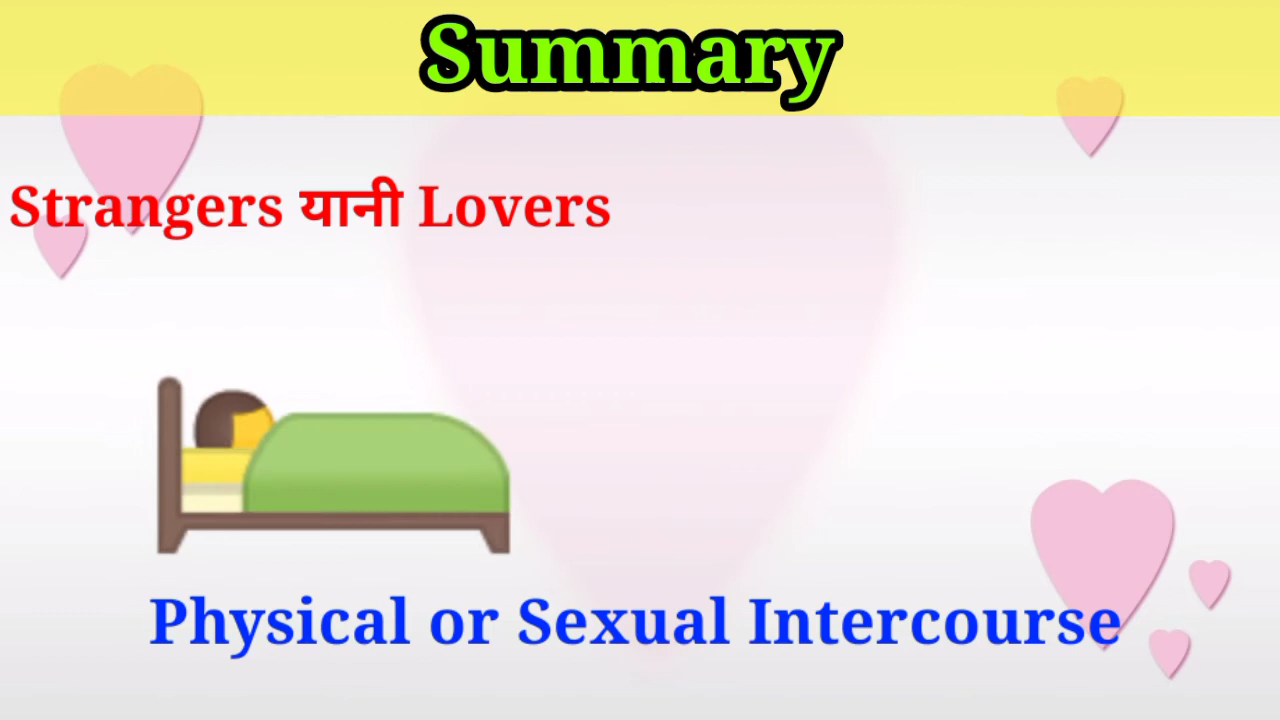 Summary
Strangers यानी Lovers
Physical or Sexual Intercourse